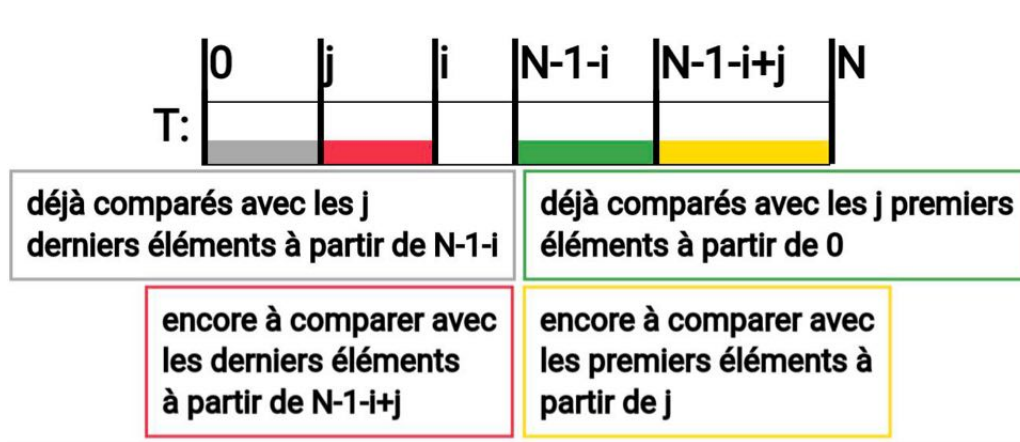 0 j i N-1-i N-1-i+j N
T:
déjà comparés avec les j
derniers éléments à partir de N-1-i
déjà comparés avec les j premiers
éléments à partir de 0
encore à comparer avec
les derniers éléments
à partir de N-1-i+j
encore à comparer avec
les premiers éléments à
partir de j